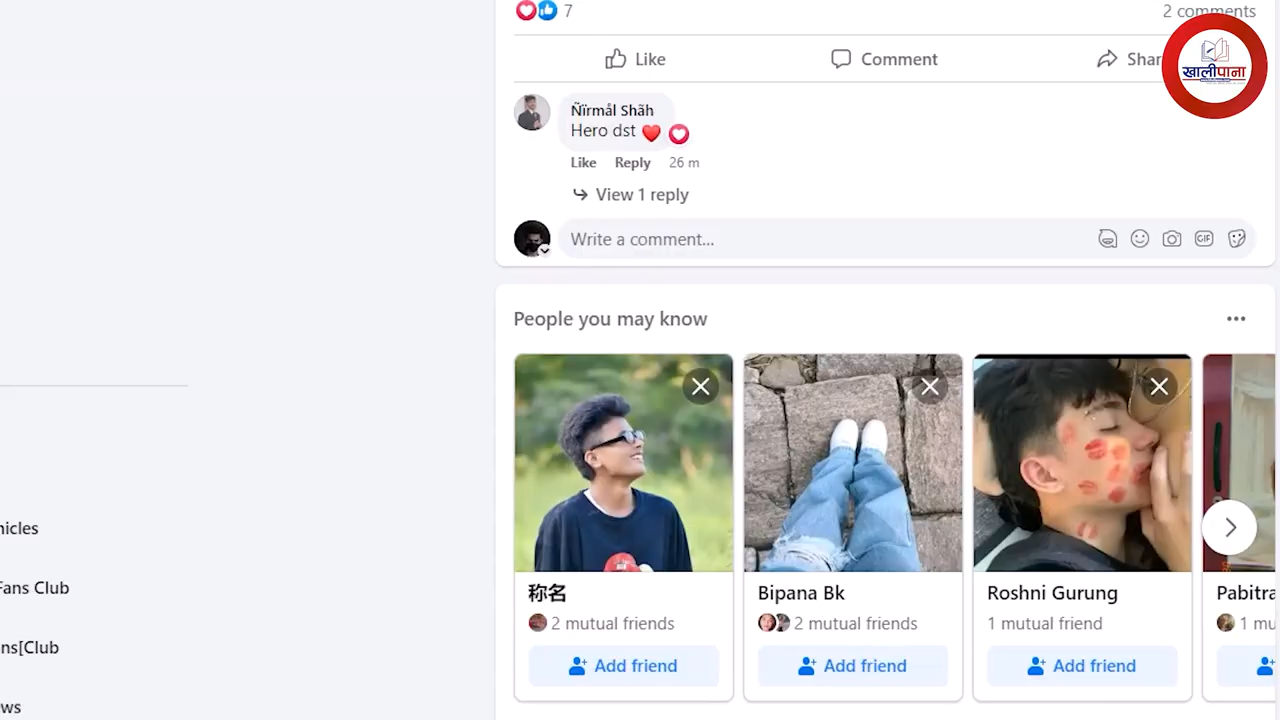 7
2 comments
Like
Comment
Shar
खालीपाना
Ñïrmål Shãh
Hero dst ❤️
Like Reply 26 m
View 1 reply
Write a comment...
GIF
People you may know
称名
2 mutual friends
Add friend
Bipana Bk
2 mutual friends
Add friend
Roshni Gurung
1 mutual friend
Add friend
Pabitra
1 mu
nicles
Fans Club
ns[Club
ws